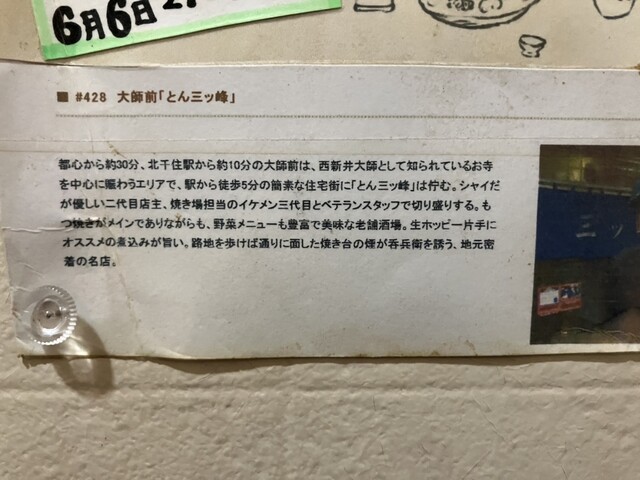 6月6日
■ #428 大師前「とん三ッ峰」
都心から約30分、北千住駅から約10分の大師前は、西新井大師として知られているお寺
を中心に賑わうエリアで、駅から徒歩5分の簡素な住宅街に「とん三ッ峰」は佇む。シャイだ
が優しい二代目店主、焼き場担当のイケメン三代目とベテランスタッフで切り盛りする。も
つ焼きがメインでありながらも、野菜メニューも豊富で美味な老舗酒場。生ホッピー片手に
オススメの煮込みが旨い。路地を歩けば通りに面した焼き台の煙が呑兵衛を誘う、地元密
着の名店。
三ッ